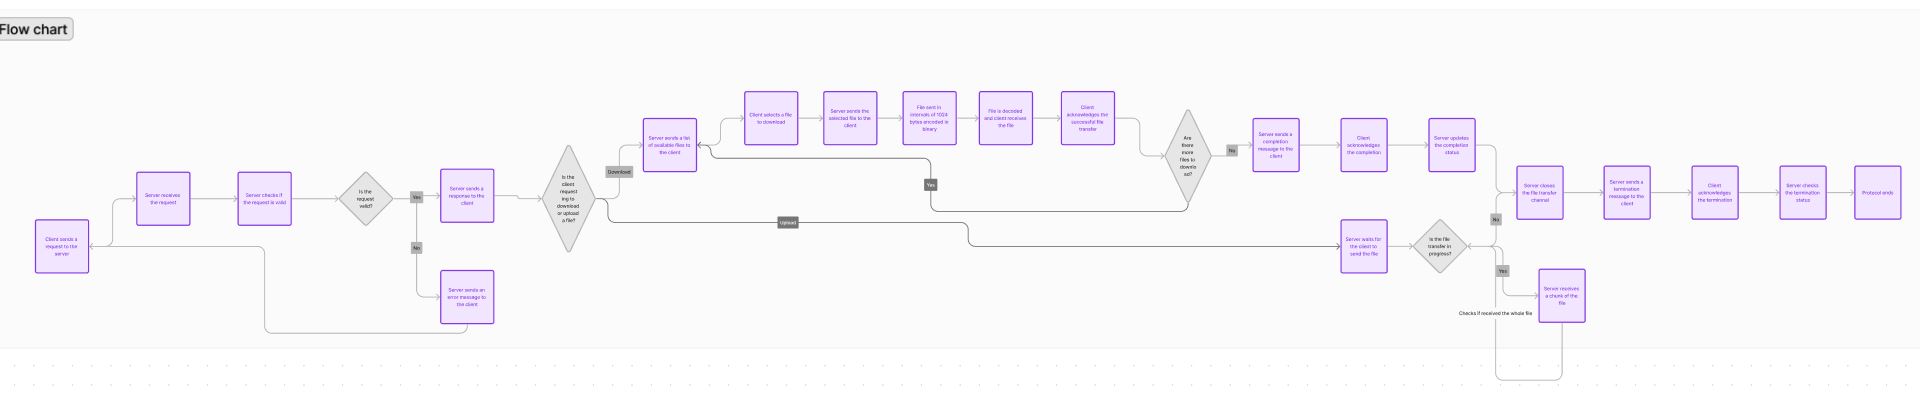 Flow chart
Client sends a
request to the
server
Server receives
the request
Server checks if
the request is valid
Is the
request
valid?
Yes
No
Server sends a
response to the
client
Server sends an
error message to
the client
Is the
client
request
ing to
download
or upload
a file?
Download
Upload
Server sends a list
of available files to
the client
Client selects a file
to download
Server sends the
selected file to the
client
File sent in
intervals of 1024
bytes encoded in
binary
File is decoded
and client receives
the file
Client
acknowledges the
successful file
transfer
Yes
Are
there
more
files to
downlo
ad?
No
Server sends a
completion
message to the
client
Client
acknowledges
the completion
Server updates
the completion
status
Server waits for
the client to
send the file
Is the file
transfer in
progress?
No
Yes
Server receives
a chunk of the
file
Checks if received the whole file
Server closes
the file transfer
channel
Server sends a
termination
message to the
client
Client
acknowledges
the termination
Server checks
the termination
status
Protocol ends